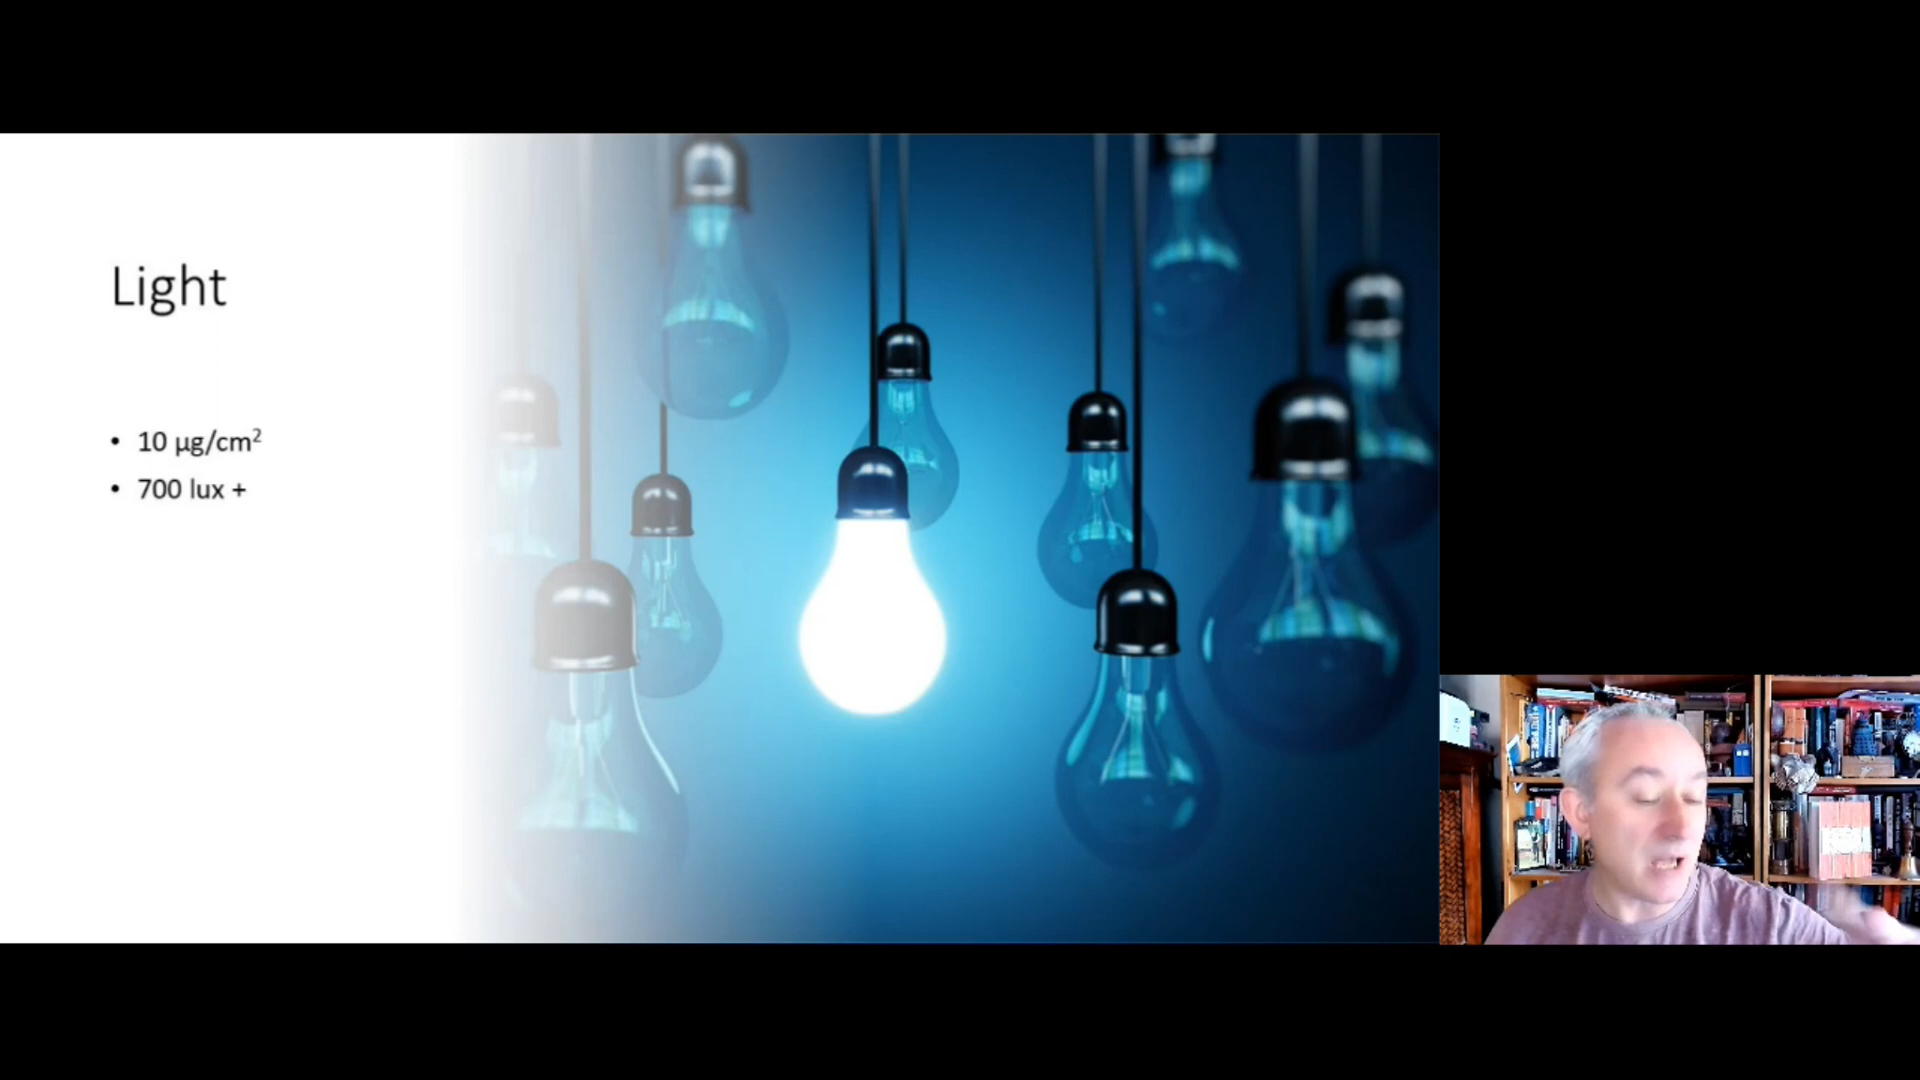 Light
• 10 µg/cm²
• 700 lux +